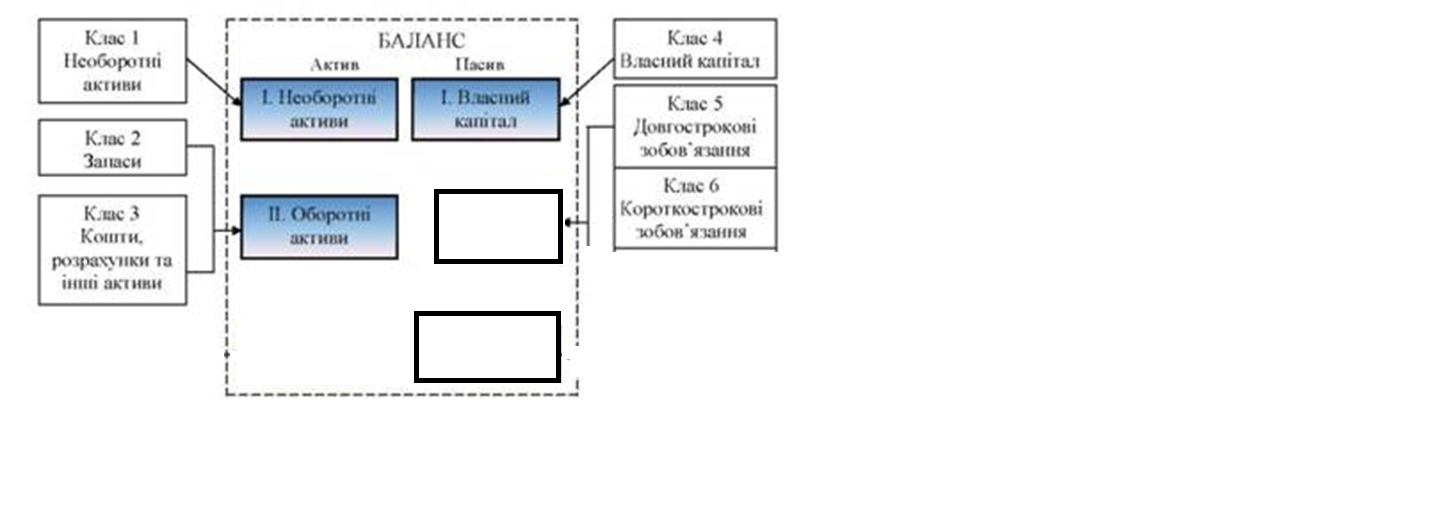 Клас 1
Необоротні
активи
Клас 2
Запаси
Клас 3
Кошти,
розрахунки та
інші активи
БАЛАНС
Актив
Пасив
І. Необоротні
активи
І. Власний
капітал
ІІ. Оборотні
активи
Клас 4
Власний капітал
Клас 5
Довгострокові
зобов’язання
Клас 6
Короткострокові
зобов’язання